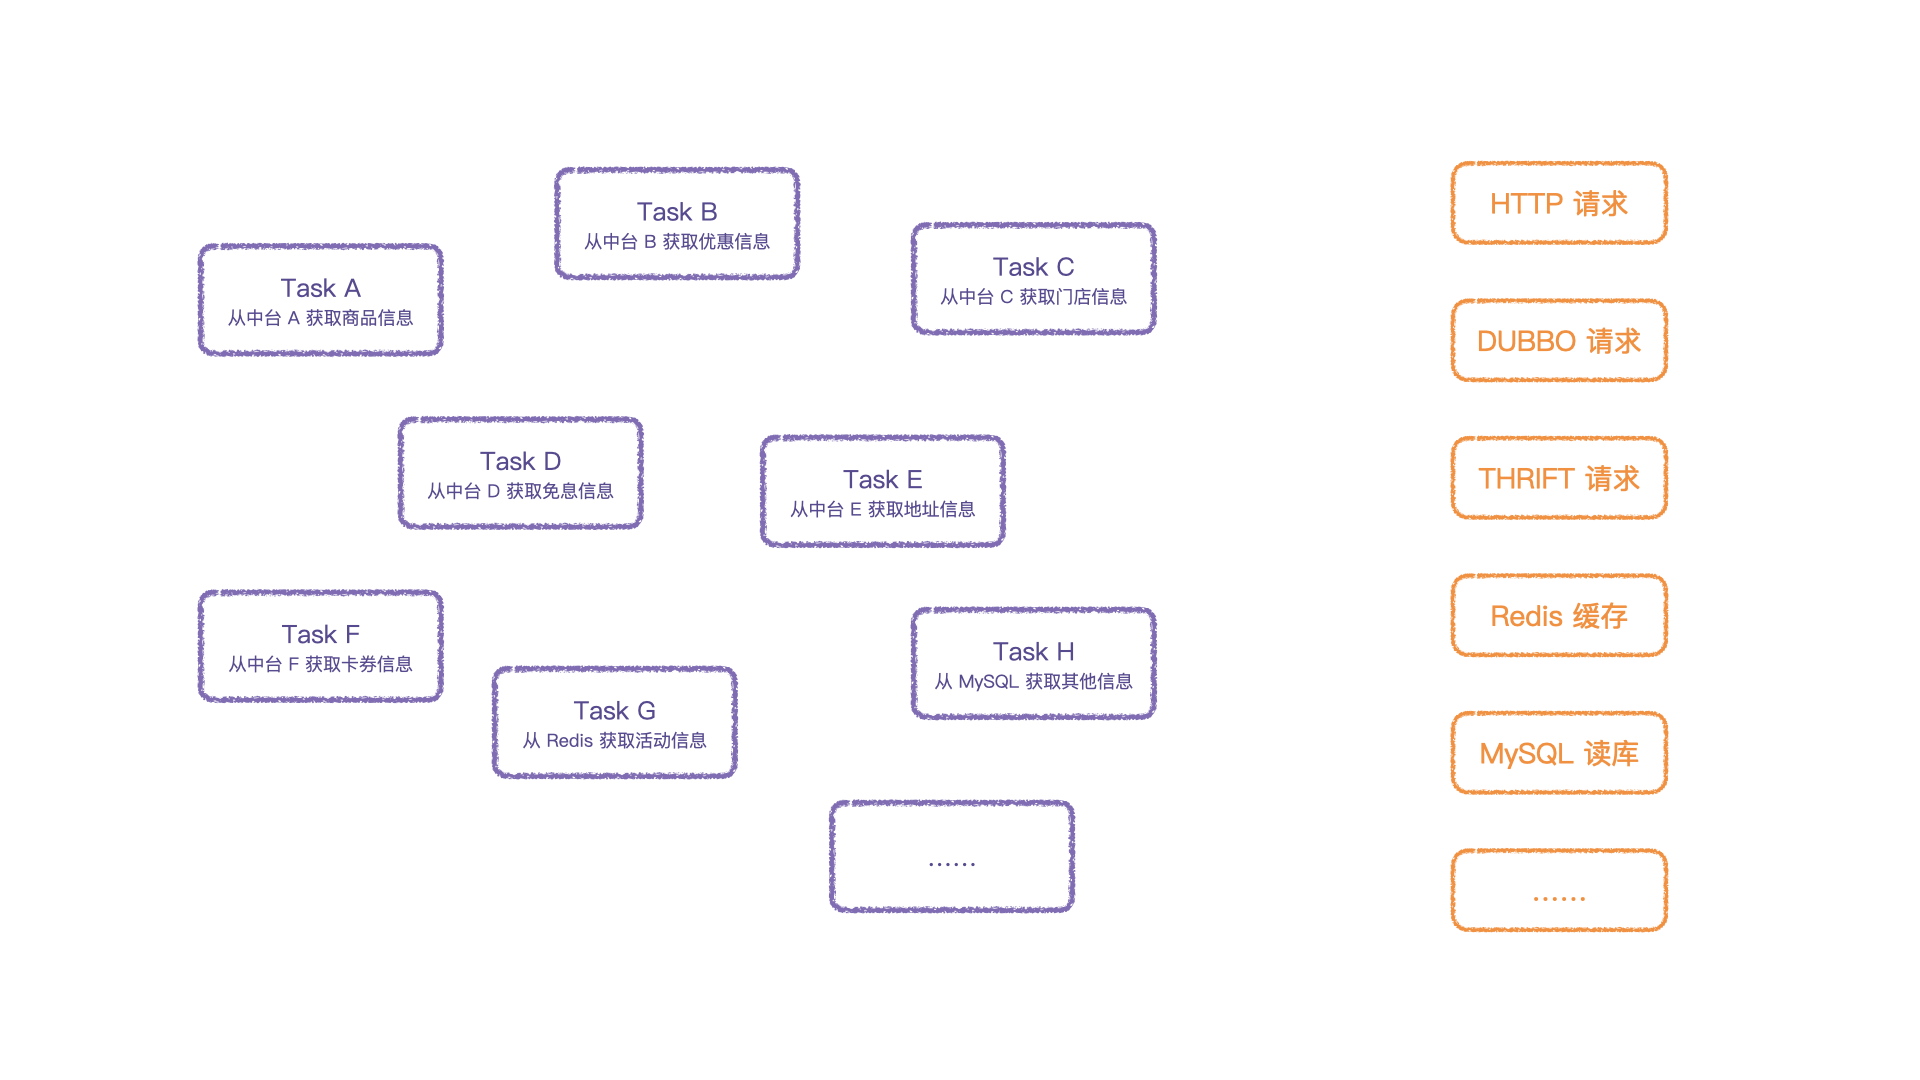 Task A
从中台 A 获取商品信息
Task B
从中台 B 获取优惠信息
Task C
从中台 C 获取门店信息
Task D
从中台 D 获取免息信息
Task E
从中台 E 获取地址信息
Task F
从中台 F 获取卡券信息
Task G
从 Redis 获取活动信息
Task H
从 MySQL 获取其他信息
……
HTTP 请求
DUBBO 请求
THRIFT 请求
Redis 缓存
MySQL 读库
……